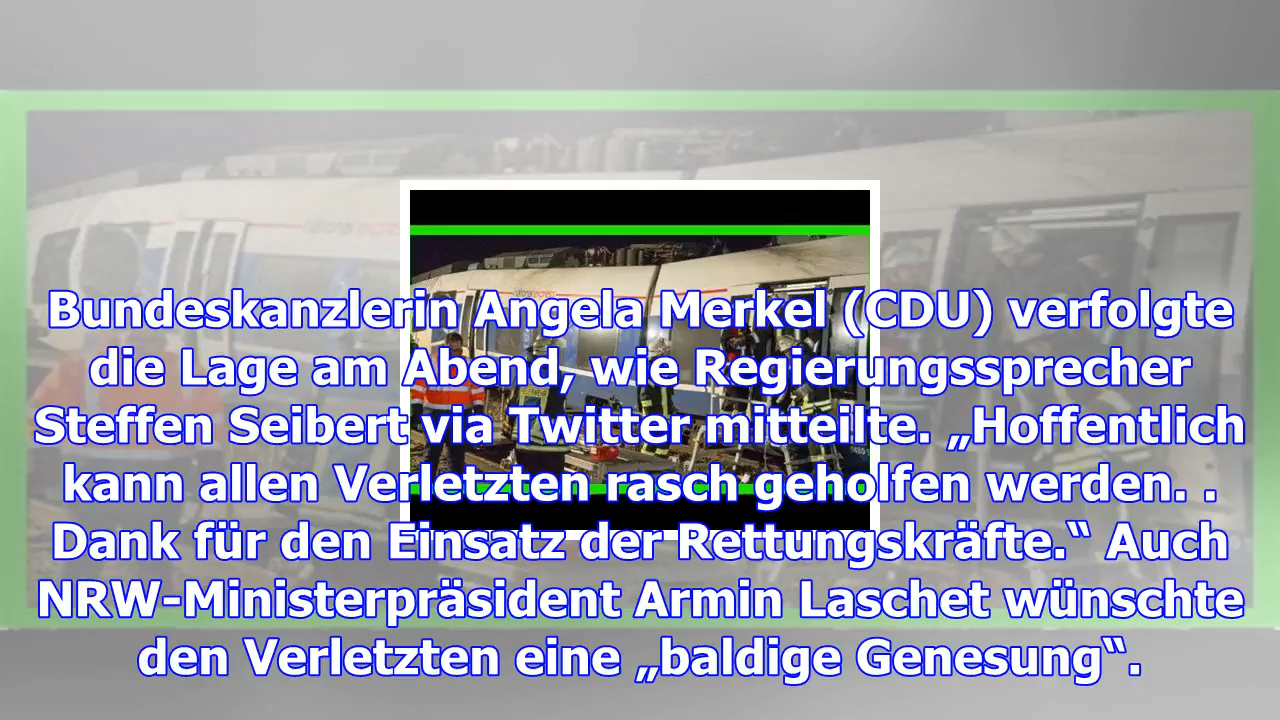 Bundeskanzlerin Angela Merkel (CDU) verfolgte
die Lage am Abend, wie Regierungssprecher
Steffen Seibert via Twitter mitteilte. „Hoffentlich
kann allen Verletzten rasch geholfen werden. .
Dank für den Einsatz der Rettungskräfte.“ Auch
NRW-Ministerpräsident Armin Laschet wünschte
den Verletzten eine „baldige Genesung“.